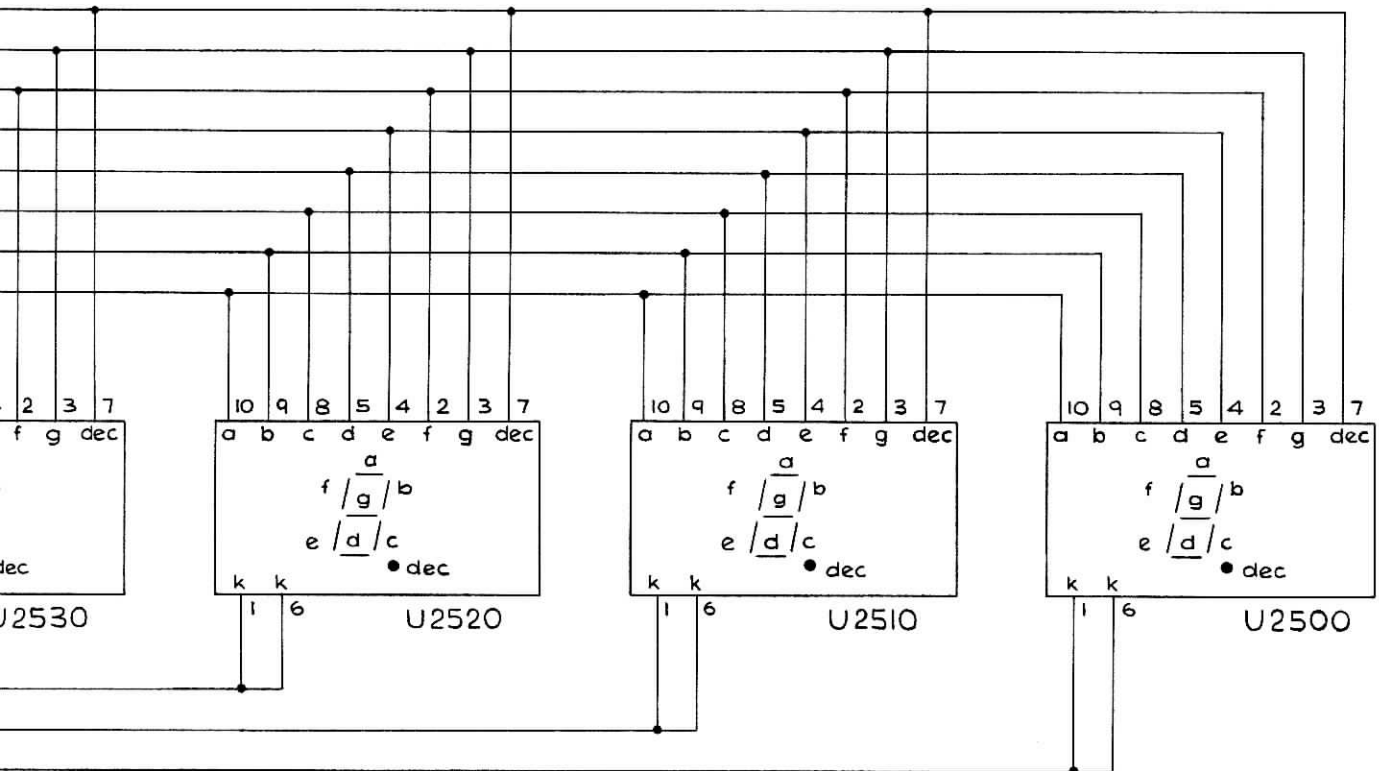 2 3 7 10 9 8 5 4 2 3 7 10 9 8 5 4 2 3 7 10 9 8 5 4 2 3 7
f g dec a b c d e f g dec a b c d e f g dec a b c d e f g dec
a a a
f g b f g b f g b
e d c e d c e d c
dec dec dec
k k k k k k
1 6 1 6 1 6
U2520 U2510 U2500